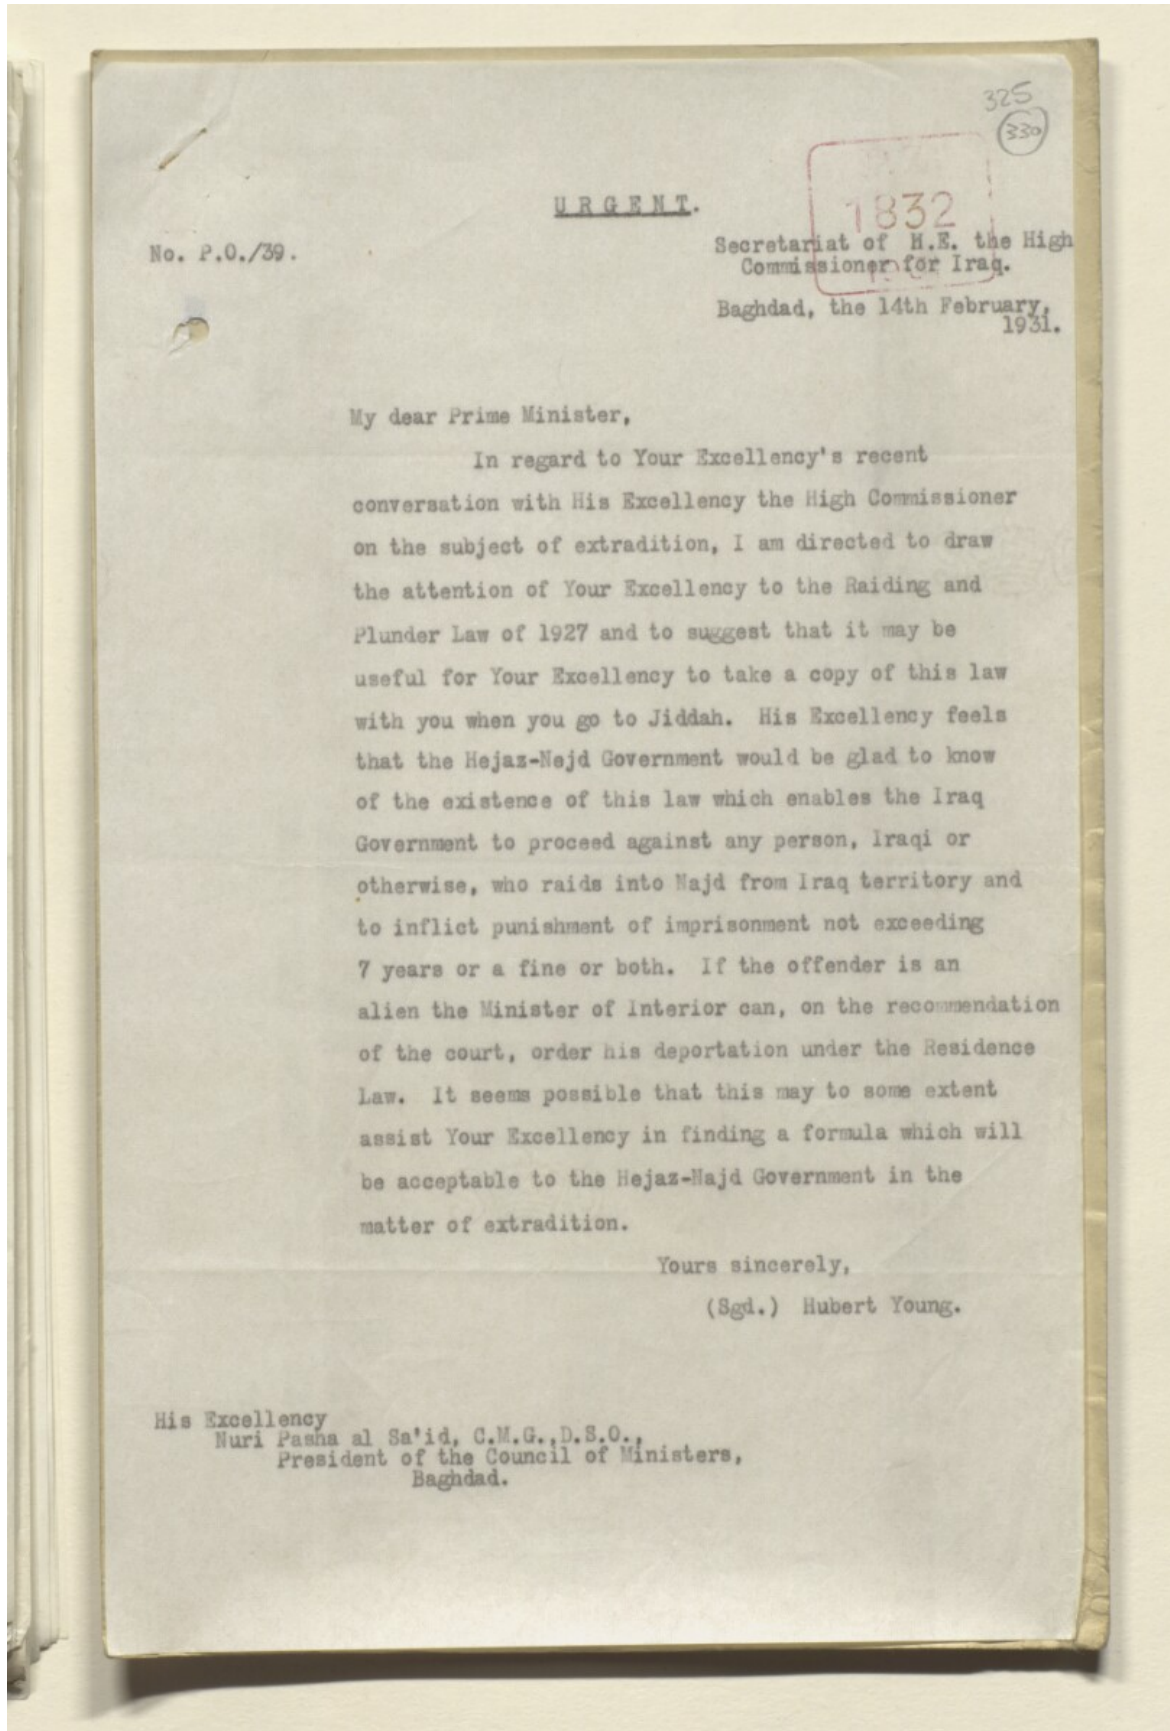 325
330
1832
URGENT.
No. P.O./39.
Secretariat of H.E. the High
Commissioner for Iraq.
Baghdad, the 14th February,
1931.
My dear Prime Minister,
In regard to Your Excellency's recent
conversation with His Excellency the High Commissioner
on the subject of extradition, I am directed to draw
the attention of Your Excellency to the Raiding and
Plunder Law of 1927 and to suggest that it may be
useful for Your Excellency to take a copy of this law
with you when you go to Jiddah. His Excellency feels
that the Hejaz-Nejd Government would be glad to know
of the existence of this law which enables the Iraq
Government to proceed against any person, Iraqi or
otherwise, who raids into Najd from Iraq territory and
to inflict punishment of imprisonment not exceeding
7 years or a fine or both. If the offender is an
alien the Minister of Interior can, on the recommendation
of the court, order his deportation under the Residence
Law. It seems possible that this may to some extent
assist Your Excellency in finding a formula which will
be acceptable to the Hejaz-Najd Government in the
matter of extradition.
Yours sincerely,
(Sgd.) Hubert Young.
His Excellency
Nuri Pasha al Sa'id, C.M.G.,D.S.O.,
President of the Council of Ministers,
Baghdad.